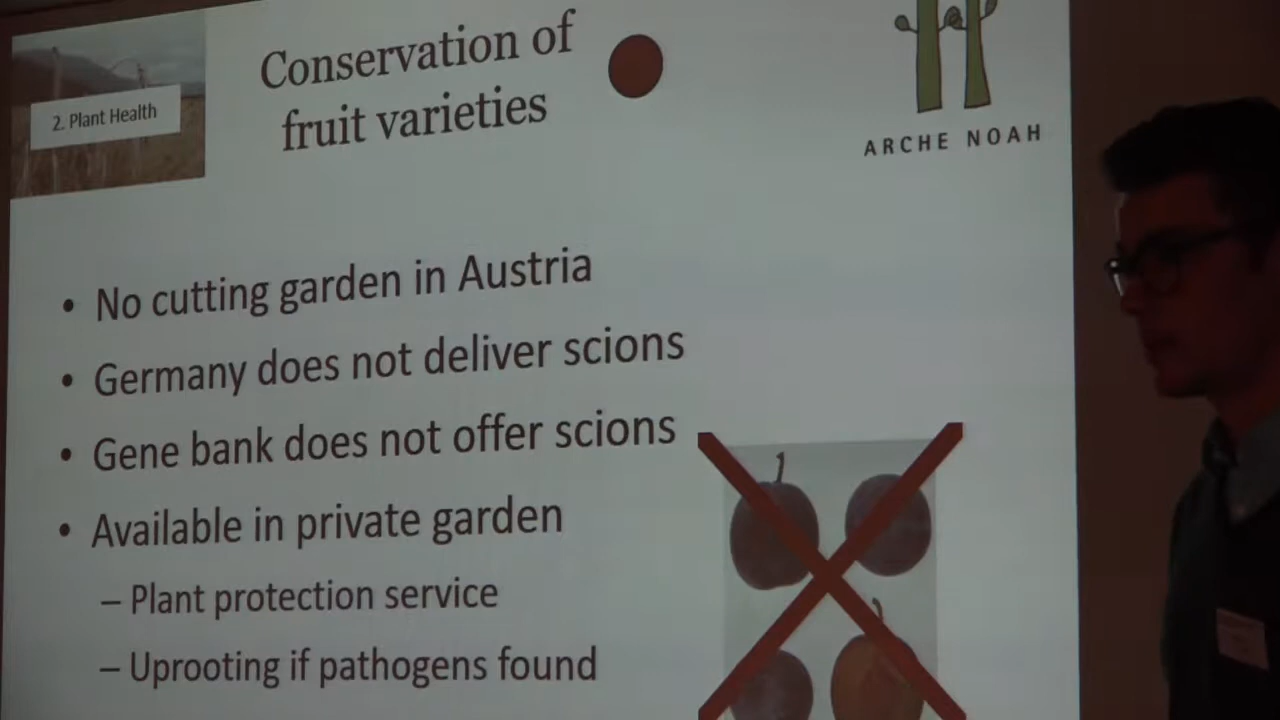 2. Plant Health
Conservation of
fruit varieties
ARCHE NOAH
• No cutting garden in Austria
• Germany does not deliver scions
• Gene bank does not offer scions
• Available in private garden
– Plant protection service
– Uprooting if pathogens found